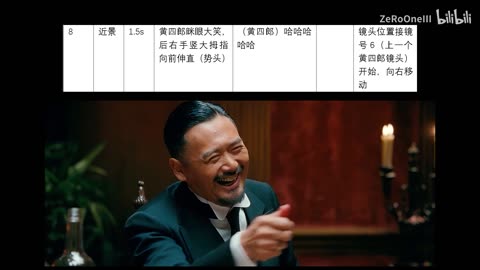 ZeRoOneIII bilibili
8 近景 1.5s 黄四郎眯眼大笑， （黄四郎）哈哈哈 镜头位置接镜
后右手竖大拇指 哈哈 号 6（上一个
向前伸直（势头） 黄四郎镜头）
开始，向右移
动